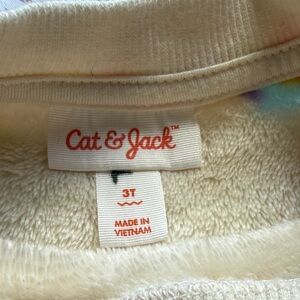 Cat & Jack™
3T
MADE IN
VIETNAM